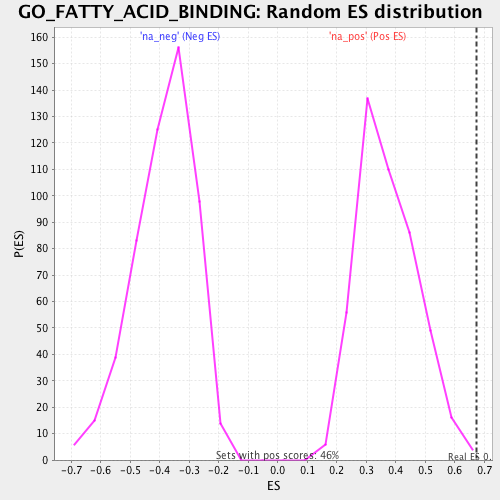 GO_FATTY_ACID_BINDING: Random ES distribution
'na_neg' (Neg ES) 'na_pos' (Pos ES)
160
150
140
130
120
110
100
90
80
70
60
50
40
30
20
10
0
P(ES)
Sets with pos scores: 46%
Real ES 0.
-0.7 -0.6 -0.5 -0.4 -0.3 -0.2 -0.1 -0.0 0.1 0.2 0.3 0.4 0.5 0.6 0.7
ES